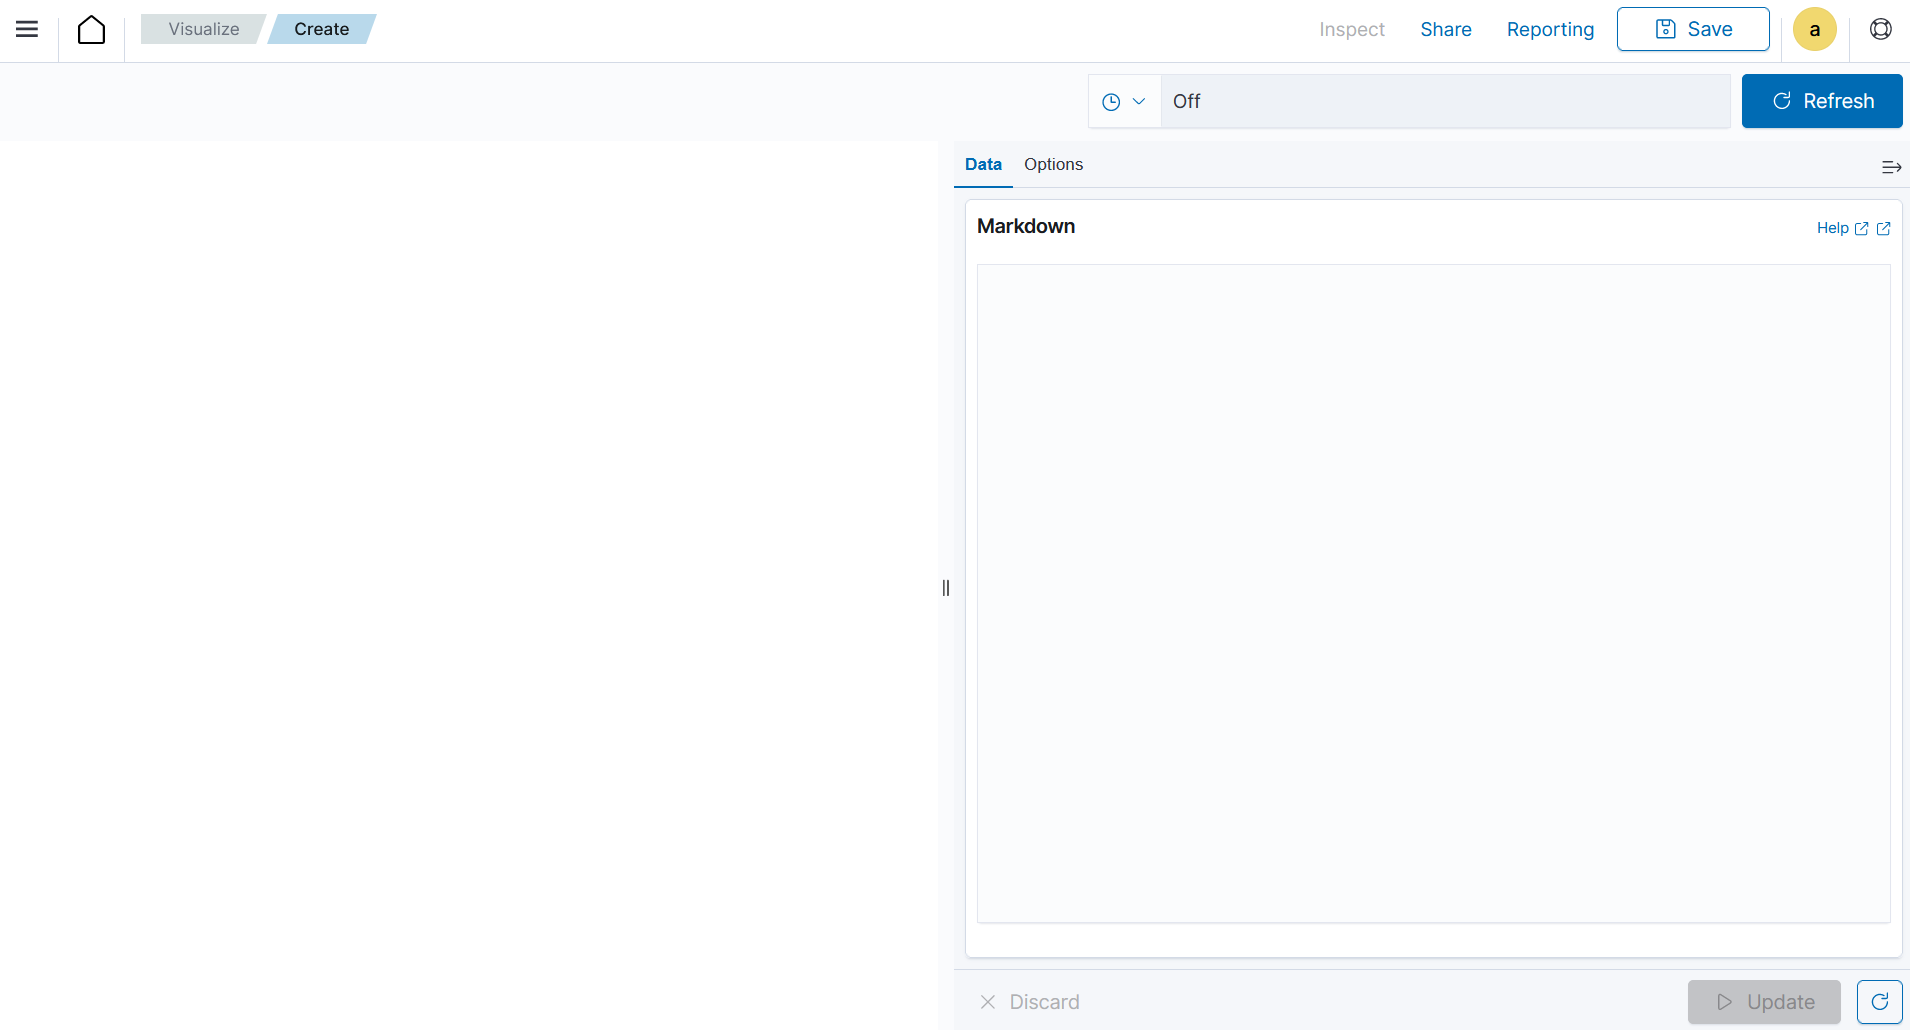 Visualize Create Inspect Share Reporting Save a
Off Refresh
Data Options
Markdown Help
Discard Update